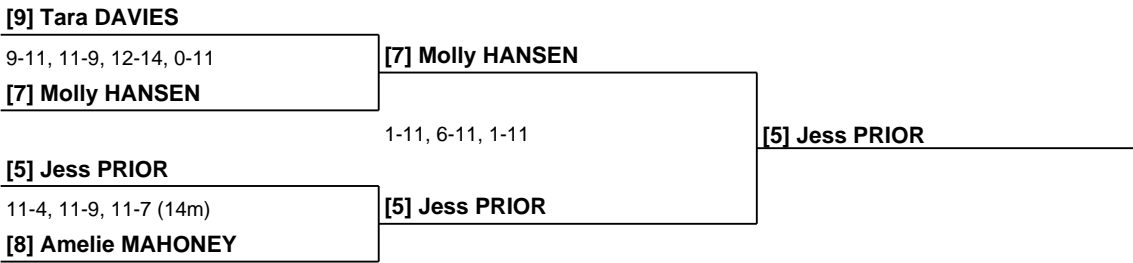 [9] Tara DAVIES
9-11, 11-9, 12-14, 0-11
[7] Molly HANSEN
[7] Molly HANSEN
1-11, 6-11, 1-11
[5] Jess PRIOR
[5] Jess PRIOR
11-4, 11-9, 11-7 (14m)
[5] Jess PRIOR
[8] Amelie MAHONEY